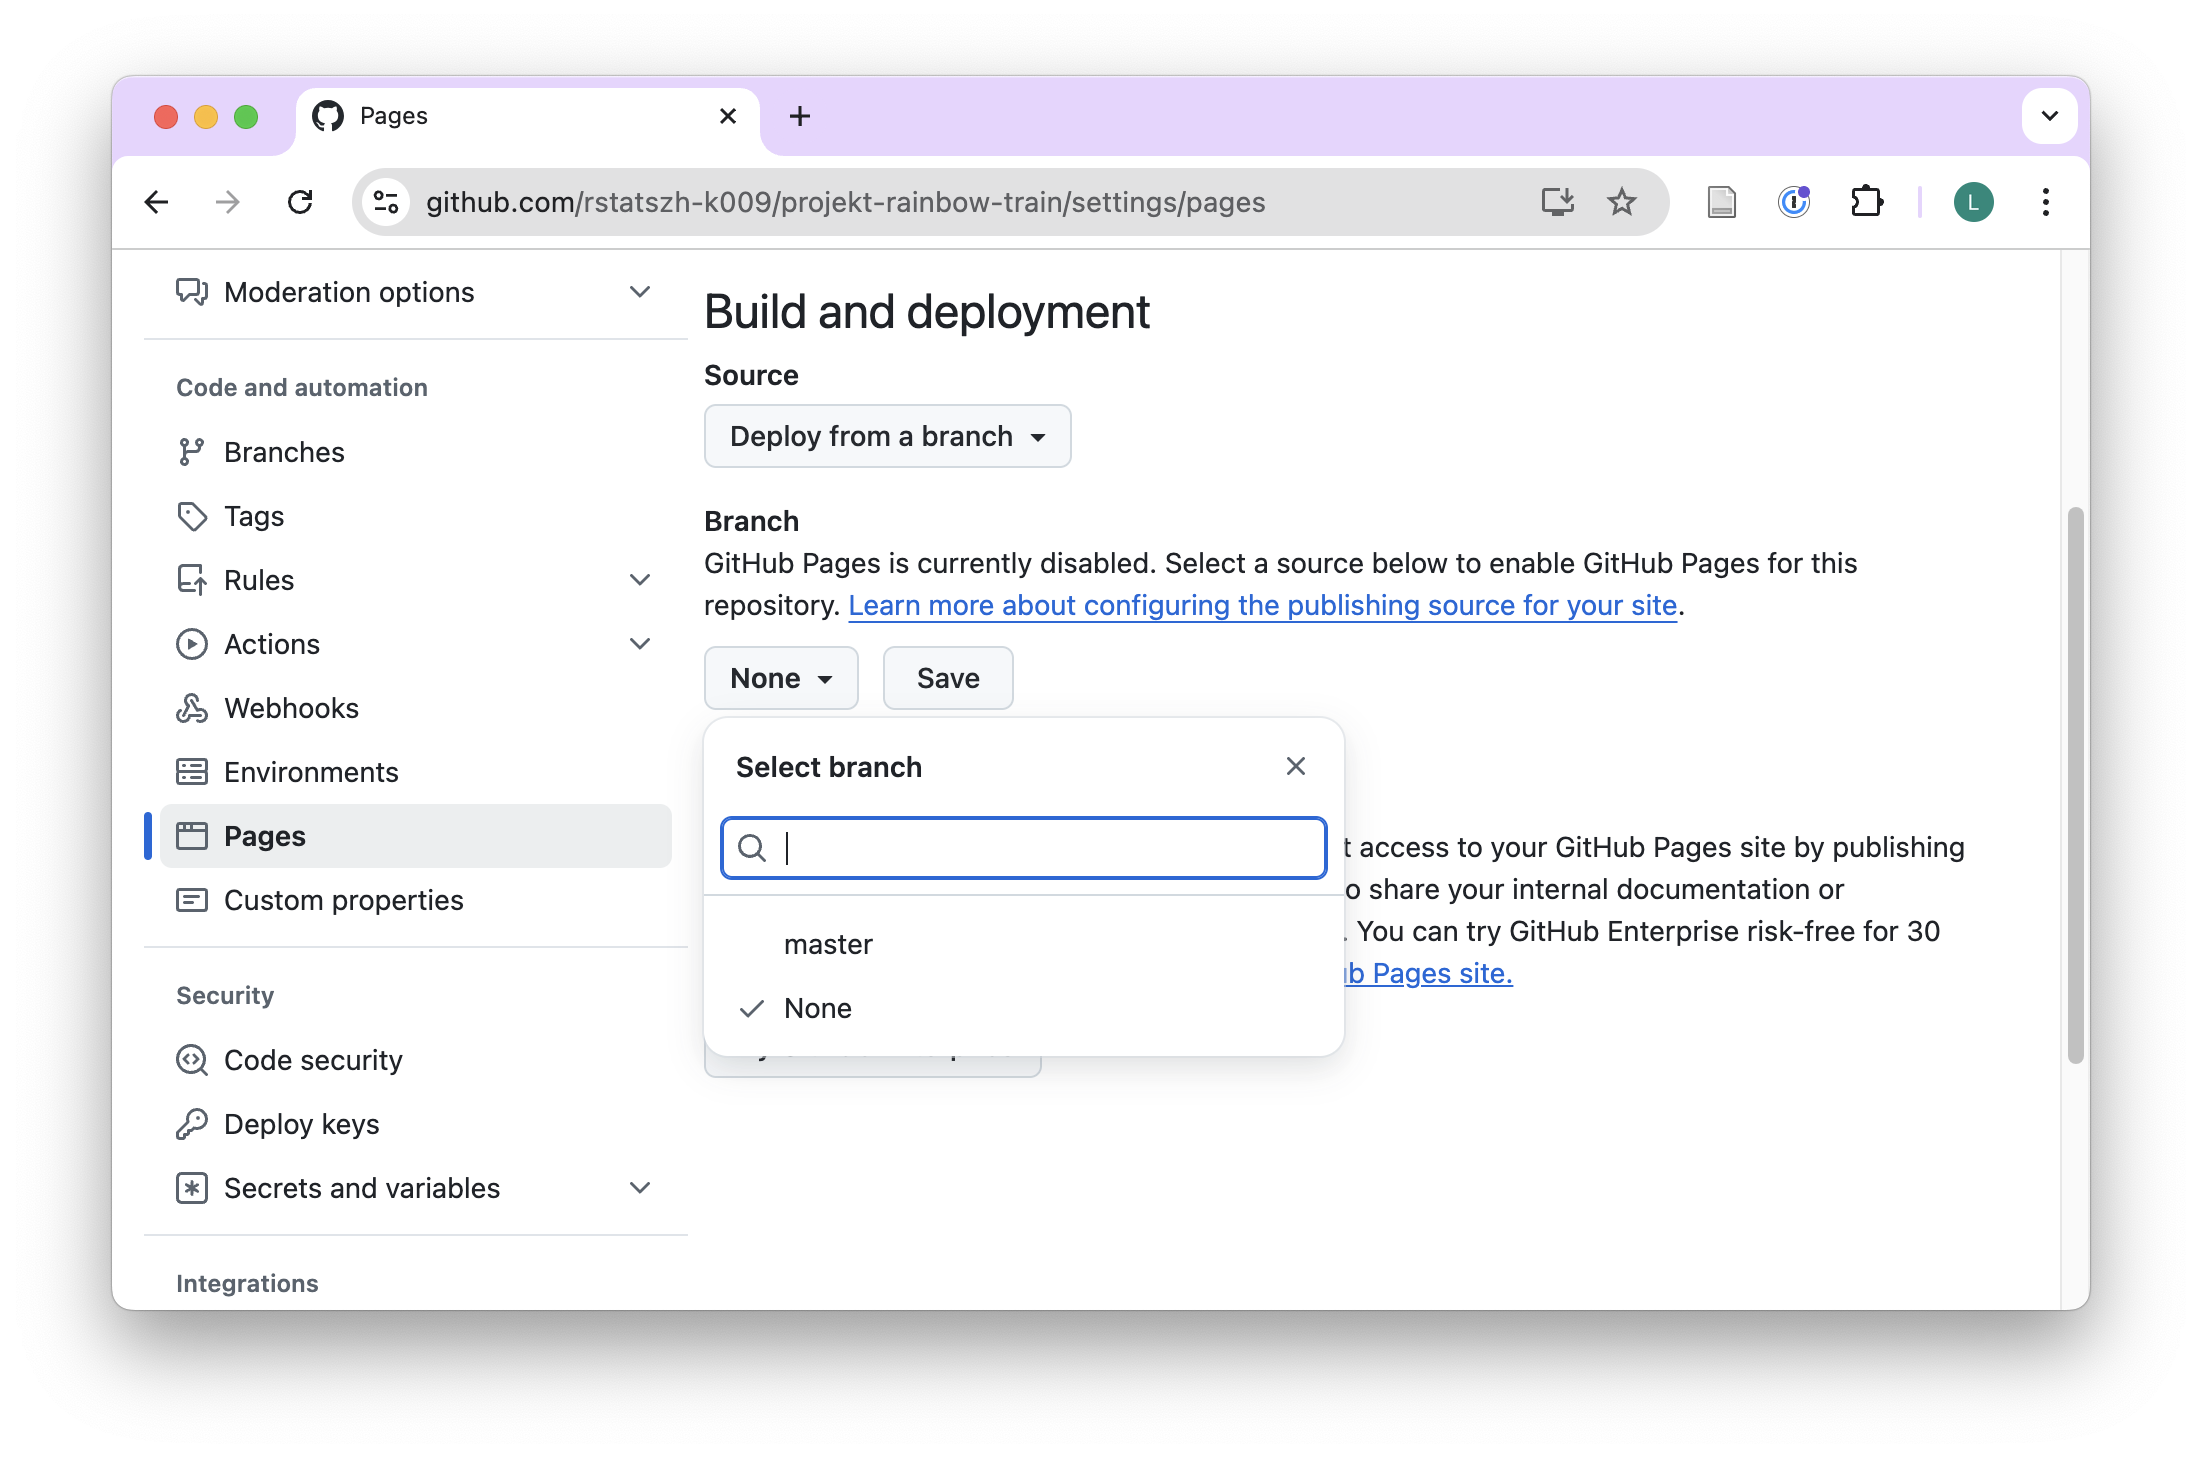 Pages
github.com/rstatszh-k009/projekt-rainbow-train/settings/pages
L
Moderation options
Code and automation
Branches
Tags
Rules
Actions
Webhooks
Environments
Pages
Custom properties
Security
Code security
Deploy keys
Secrets and variables
Integrations
Build and deployment
Source
Deploy from a branch
Branch
GitHub Pages is currently disabled. Select a source below to enable GitHub Pages for this
repository. Learn more about configuring the publishing source for your site.
None Save
Select branch
master
None
t access to your GitHub Pages site by publishing
o share your internal documentation or
. You can try GitHub Enterprise risk-free for 30
b Pages site.